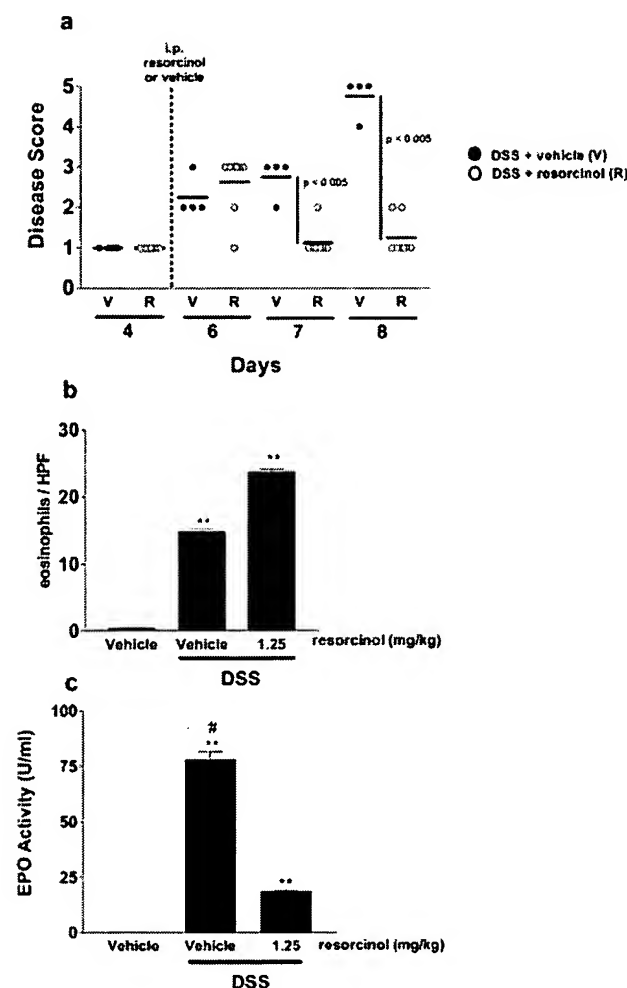 a
i.p.
resorcinol
or vehicle
5
4
3
2
1
0
Disease Score
p < 0.005
p < 0.005
DSS + vehicle (V)
DSS + resorcinol (R)
V R V R V R V R
4 6 7 8
Days
b
30
20
10
0
eosinophils / HPF
**
**
Vehicle Vehicle 1.25 resorcinol (mg/kg)
DSS
c
100
75
50
25
0
EPO Activity (U/ml)
#
**
**
Vehicle Vehicle 1.25 resorcinol (mg/kg)
DSS